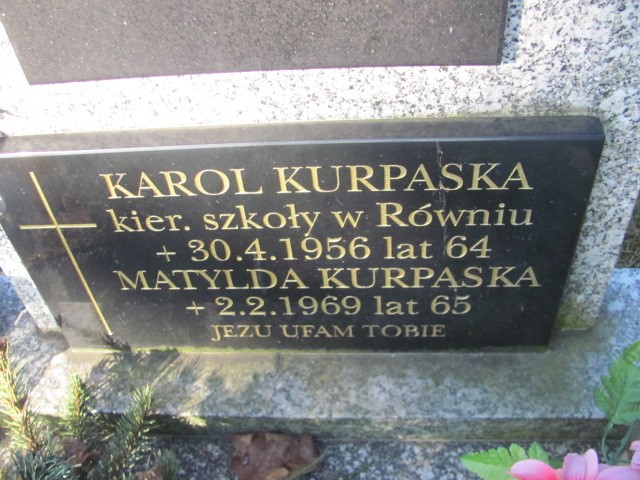 KAROL KURPASKA
kier. szkoły w Równiu
+ 30.4.1956 lat 64
MATYLDA KURPASKA
+ 2.2.1969 lat 65
JEZU UFAM TOBIE